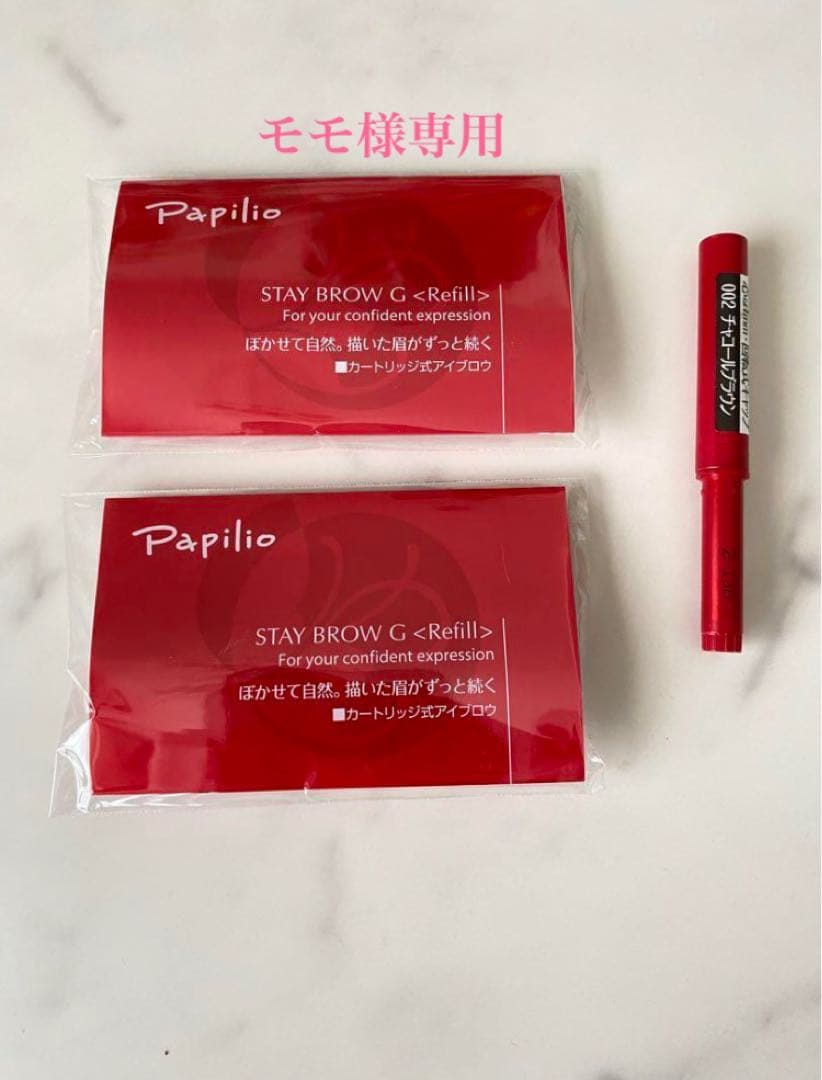 モモ様専用
Papilio
STAY BROW G <Refill>
For your confident expression
ぼかせて自然。描いた眉がずっと続く
■カートリッジ式アイブロウ
Papilio
STAY BROW G <Refill>
For your confident expression
ぼかせて自然。描いた眉がずっと続く
■カートリッジ式アイブロウ
002 チャコールブラウン